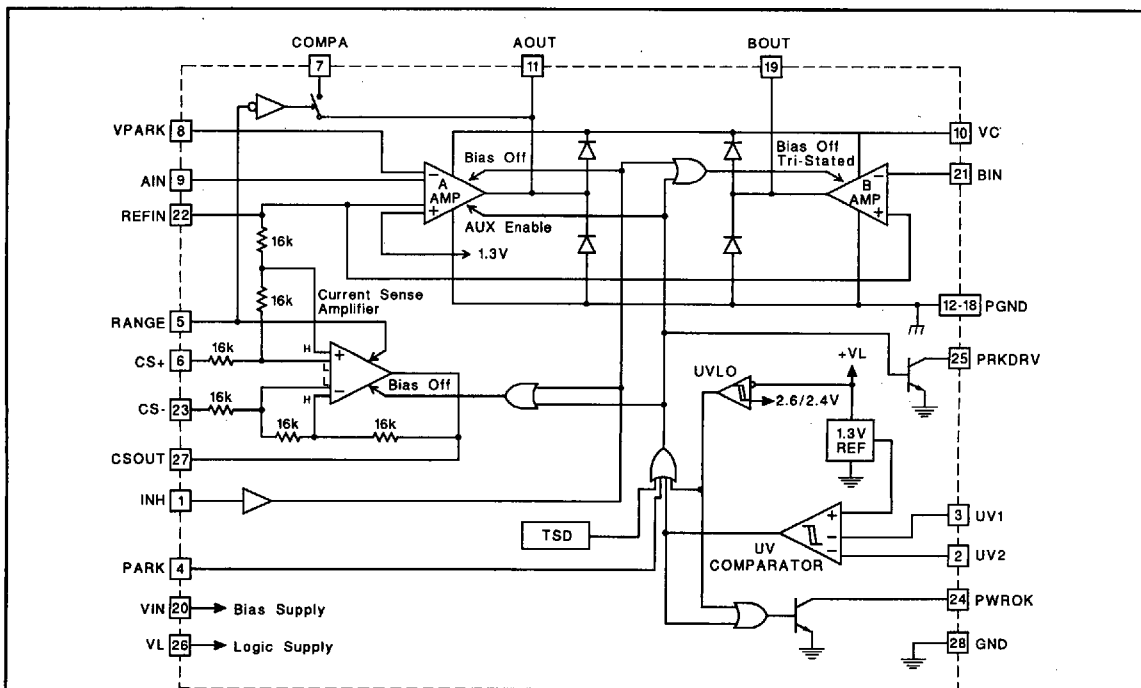 COMPA AOUT BOUT
7 11 19
VPARK 8
10 VC
AIN 9
A AMP
Bias Off
Bias Off
Tri-Stated
B AMP
21 BIN
REFIN 22
AUX Enable
1.3V
16k
16k
Current Sense
Amplifier
12-18 PGND
RANGE 5
CS+ 6
16k
H
L
L
H
Bias Off
25 PRKDRV
+VL
UVLO
2.6/2.4V
CS- 23
16k
16k
16k
1.3V
REF
CSOUT 27
INH 1
TSD
3 UV1
2 UV2
UV
COMPARATOR
PARK 4
VIN 20
Bias Supply
24 PWROK
VL 26
Logic Supply
28 GND